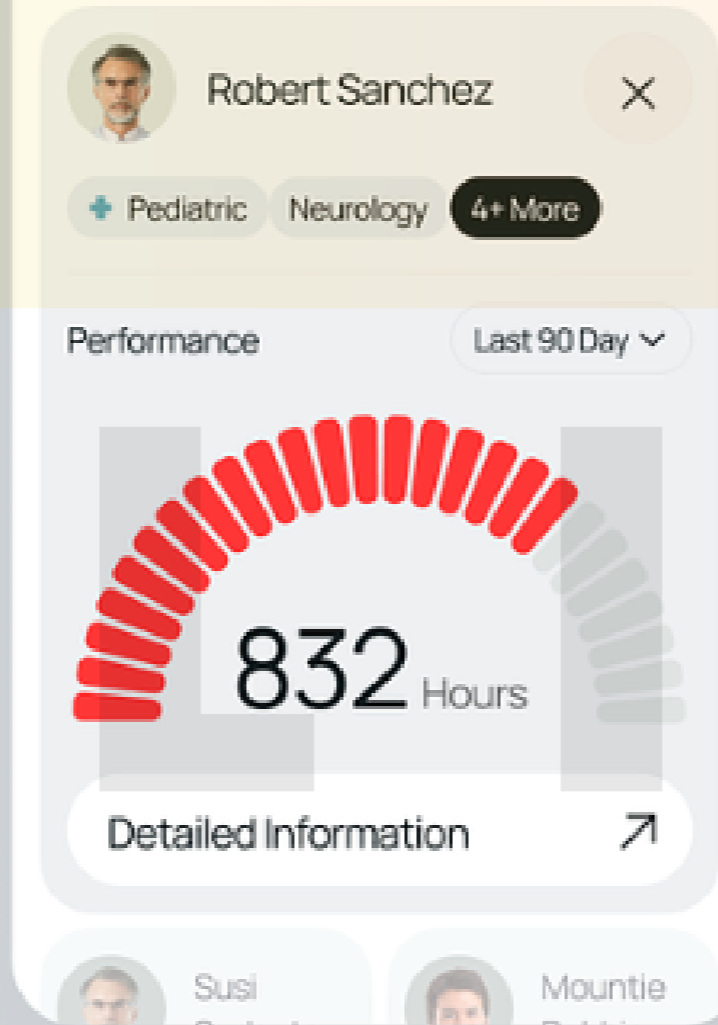 Robert Sanchez
Pediatric Neurology 4+ More
Performance Last 90 Day
832 Hours
Detailed Information
Susi Mountie